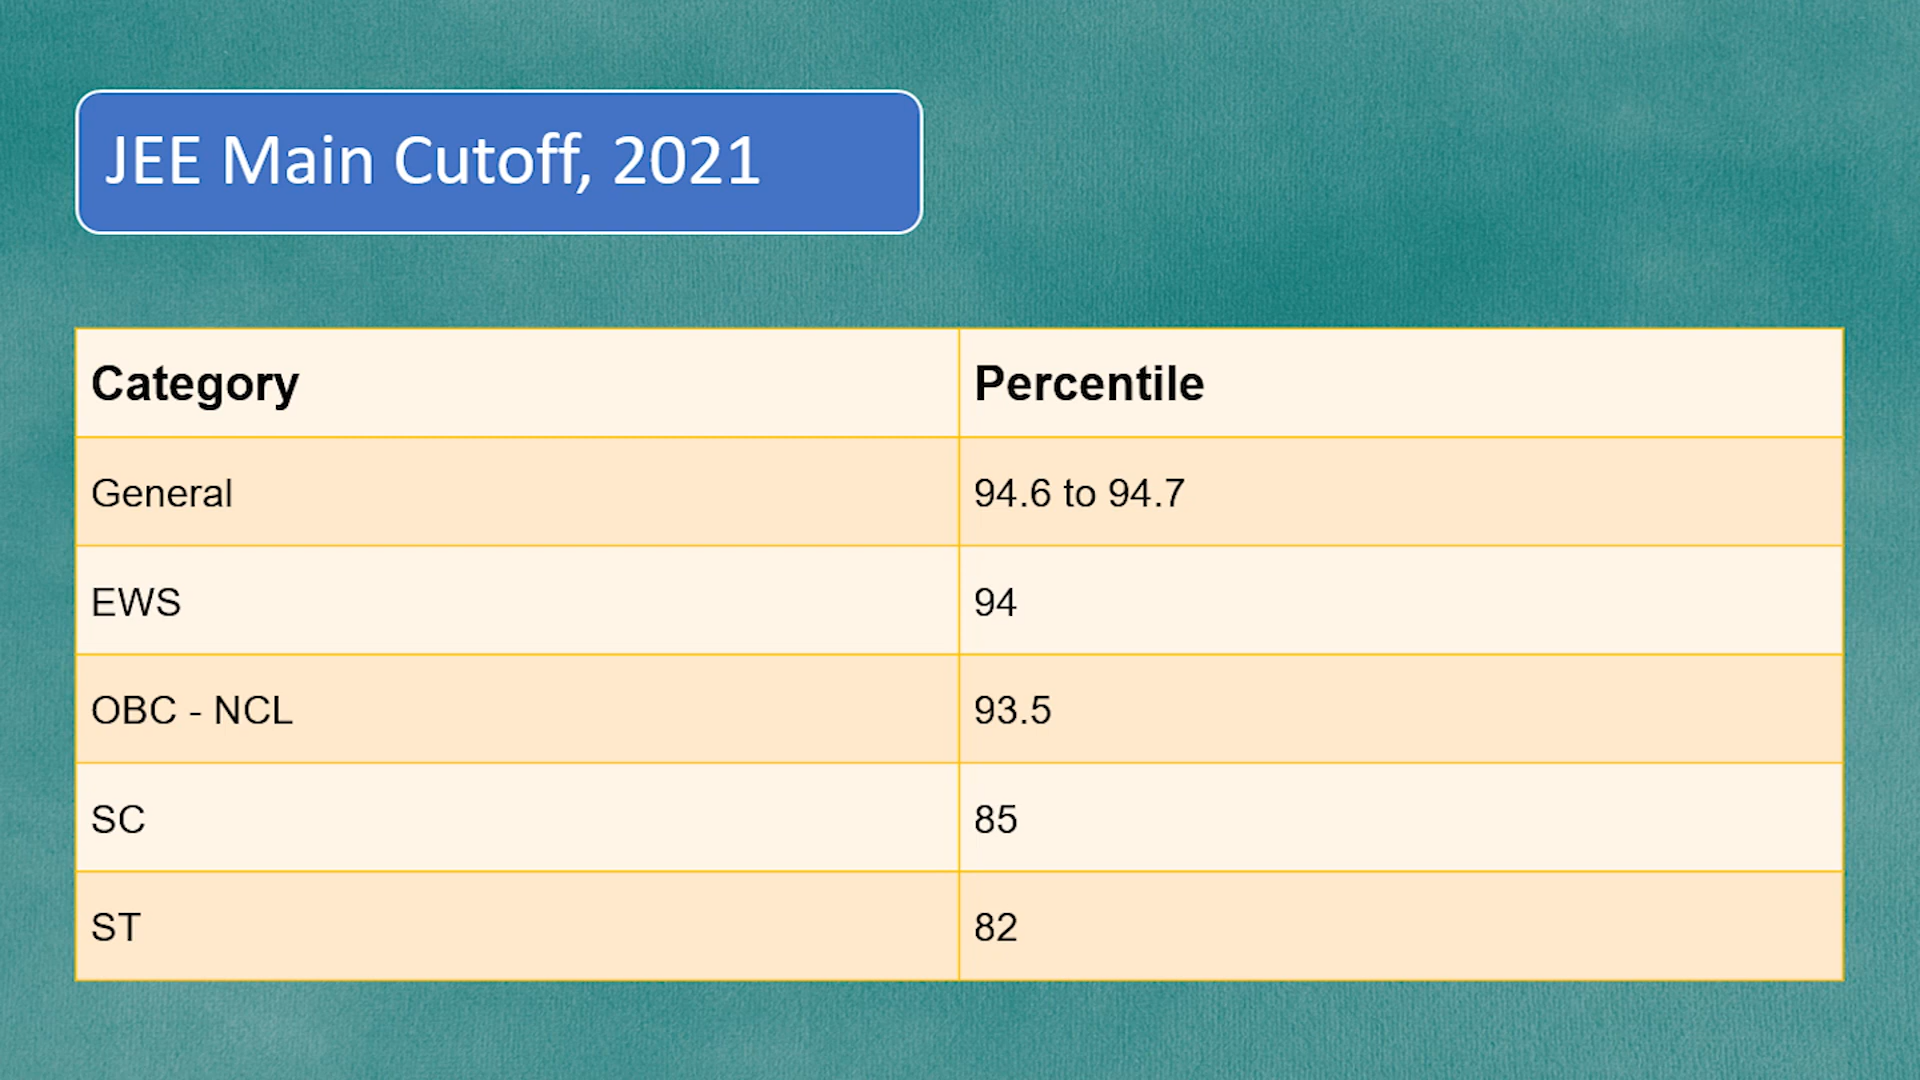 JEE Main Cutoff, 2021
Category Percentile
General 94.6 to 94.7
EWS 94
OBC - NCL 93.5
SC 85
ST 82